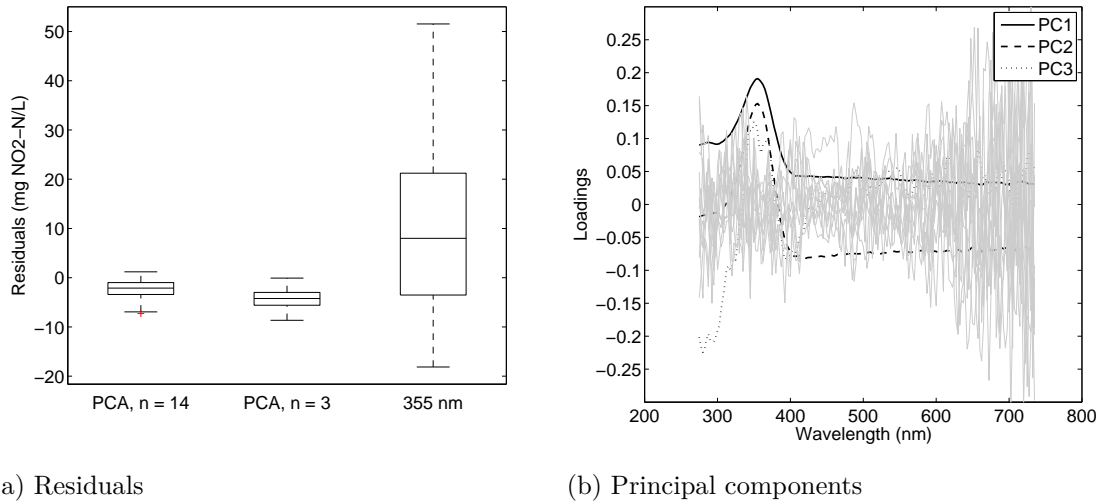 50
40
30
20
10
0
−10
−20
Residuals (mg NO2−N/L)
PCA, n = 14
PCA, n = 3
355 nm
a) Residuals
0.25
0.2
0.15
0.1
0.05
0
−0.05
−0.1
−0.15
−0.2
−0.25
Loadings
PC1
PC2
PC3
200 300 400 500 600 700 800
Wavelength (nm)
(b) Principal components